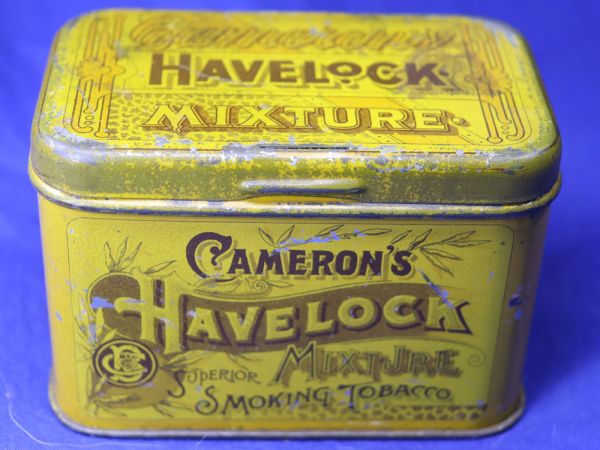 Cameron's
HAVELOCK
MIXTURE.
CAMERON'S
HAVELOCK
SUPERIOR MIXTURE
SMOKING TOBACCO.